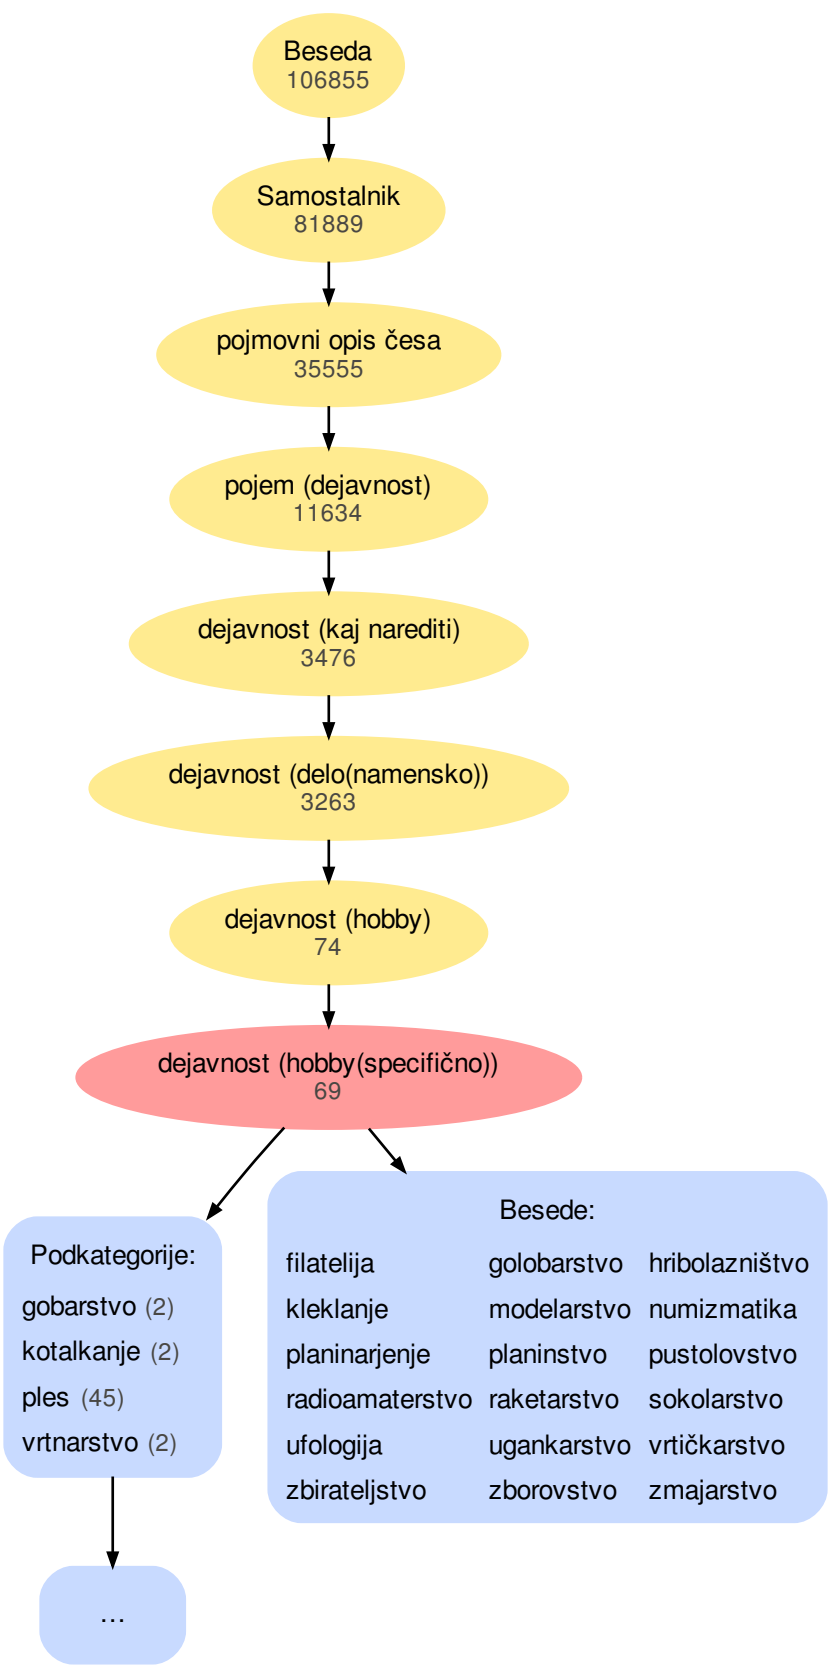 Beseda
106855
Samostalnik
81889
pojmovni opis česa
35555
pojem (dejavnost)
11634
dejavnost (kaj narediti)
3476
dejavnost (delo(namensko))
3263
dejavnost (hobby)
74
dejavnost (hobby(specifično))
69
Podkategorije:
gobarstvo (2)
kotalkanje (2)
ples (45)
vrtnarstvo (2)
...
Besede:
filatelija golobarstvo hribolazništvo
kleklanje modelarstvo numizmatika
planinarjenje planinstvo pustolovstvo
radioamaterstvo raketarstvo sokolarstvo
ufologija ugankarstvo vrtičkarstvo
zbirateljstvo zborovstvo zmajarstvo